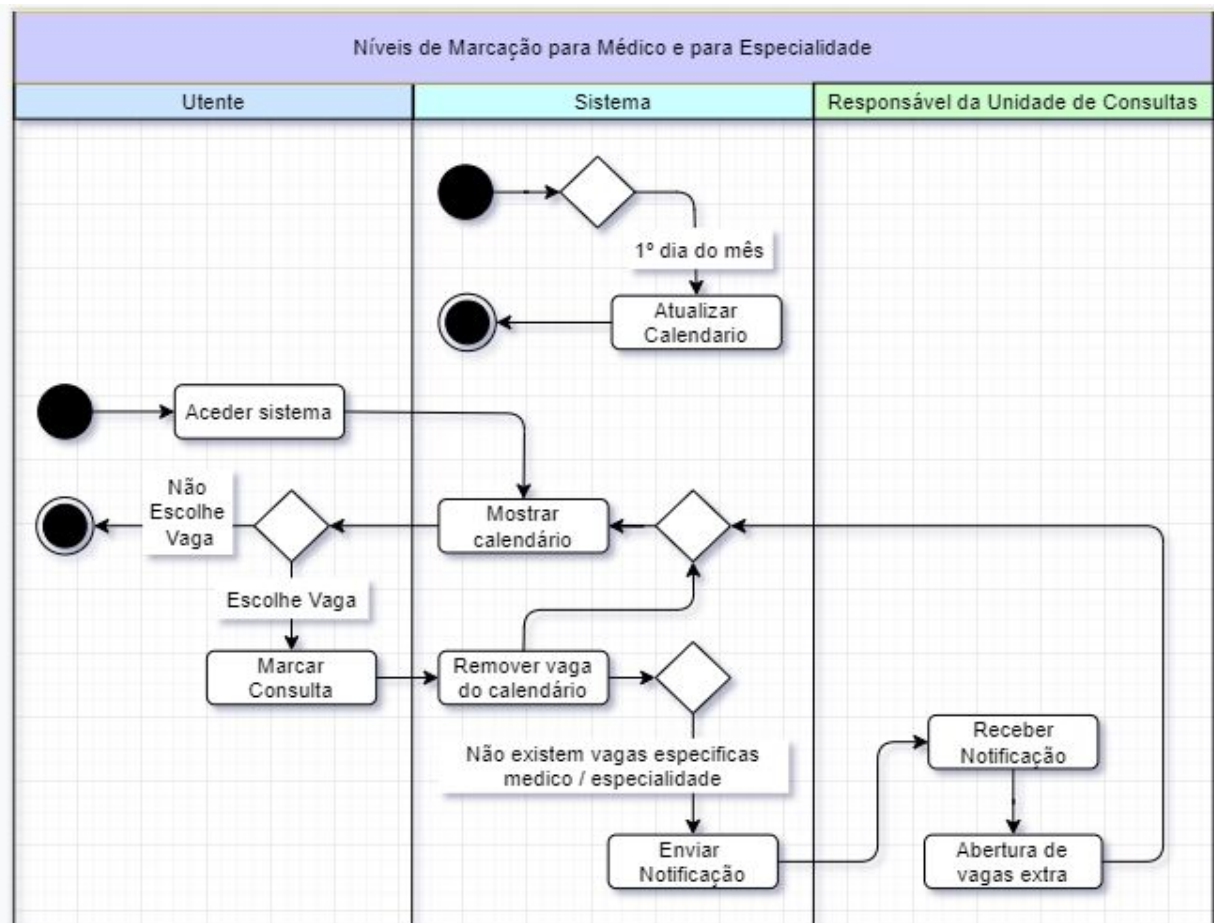 Níveis de Marcação para Médico e para Especialidade
Utente
Sistema
Responsável da Unidade de Consultas
1º dia do mês
Atualizar
Calendario
Aceder sistema
Não
Escolhe
Vaga
Mostrar
calendário
Escolhe Vaga
Marcar
Consulta
Remover vaga
do calendário
Não existem vagas especificas
medico / especialidade
Receber
Notificação
Enviar
Notificação
Abertura de
vagas extra